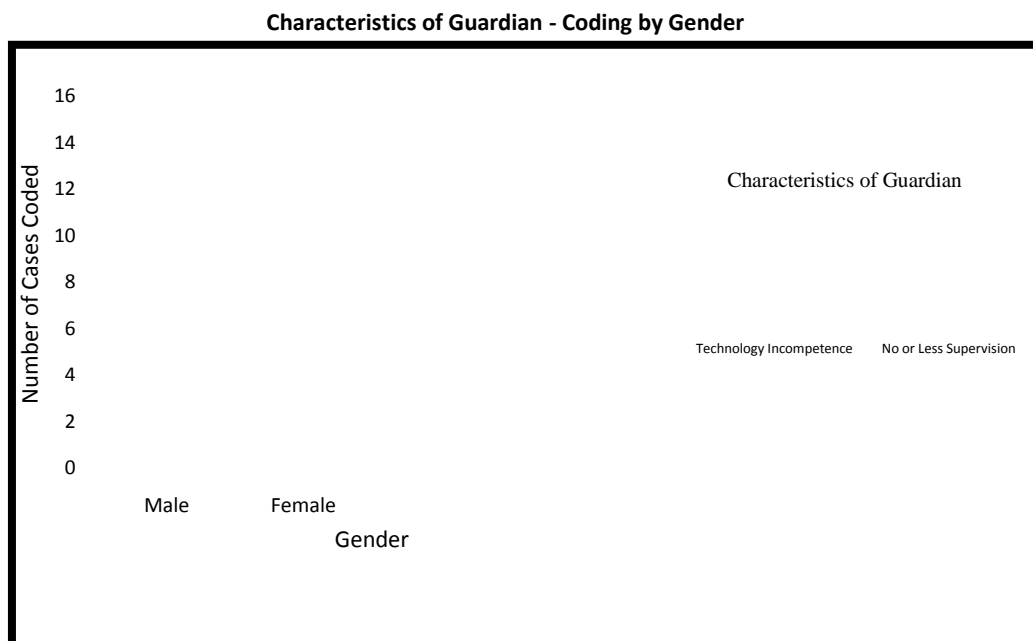 Characteristics of Guardian - Coding by Gender
Number of Cases Coded
16
14
12
10
8
6
4
2
0
Male Female
Gender
Characteristics of Guardian
Technology Incompetence No or Less Supervision